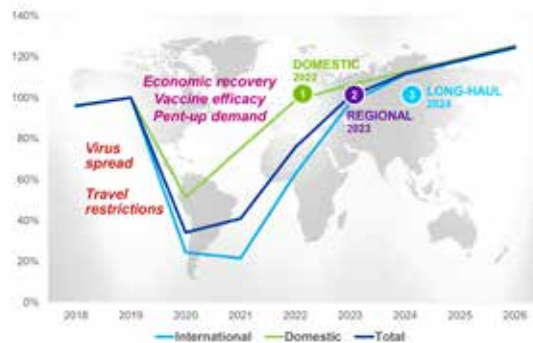 140%
120%
100%
80%
60%
40%
20%
0%
DOMESTIC
2022
1
Economic recovery
Vaccine efficacy
Pent-up demand
2
REGIONAL
2023
3
LONG-HAUL
2024
Virus
spread
Travel
restrictions
2018 2019 2020 2021 2022 2023 2024 2025 2026
International Domestic Total